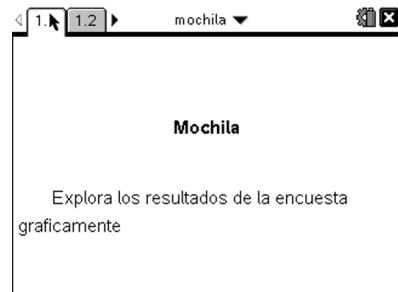 1. 1.2 mochila
Mochila
Explora los resultados de la encuesta
graficamente